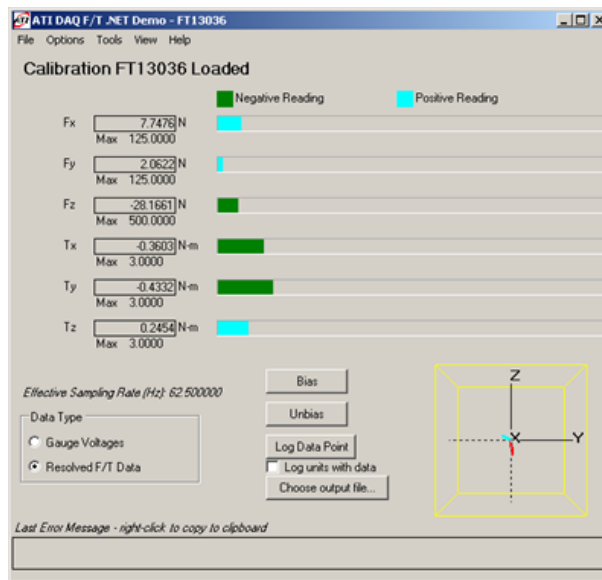 ATI DAQ F/T .NET Demo - FT13036
File Options Tools View Help
Calibration FT13036 Loaded
Negative Reading Positive Reading
Fx 7.7476 N
Max 125.0000
Fy 2.0622 N
Max 125.0000
Fz -28.1661 N
Max 500.0000
Tx -0.3603 N-m
Max 3.0000
Ty -0.4332 N-m
Max 3.0000
Tz 0.2454 N-m
Max 3.0000
Effective Sampling Rate (Hz): 62.500000
Data Type
Gauge Voltages
Resolved F/T Data
Bias
Unbias
Log Data Point
Log units with data
Choose output file...
Z
X Y
Last Error Message - right-click to copy to clipboard